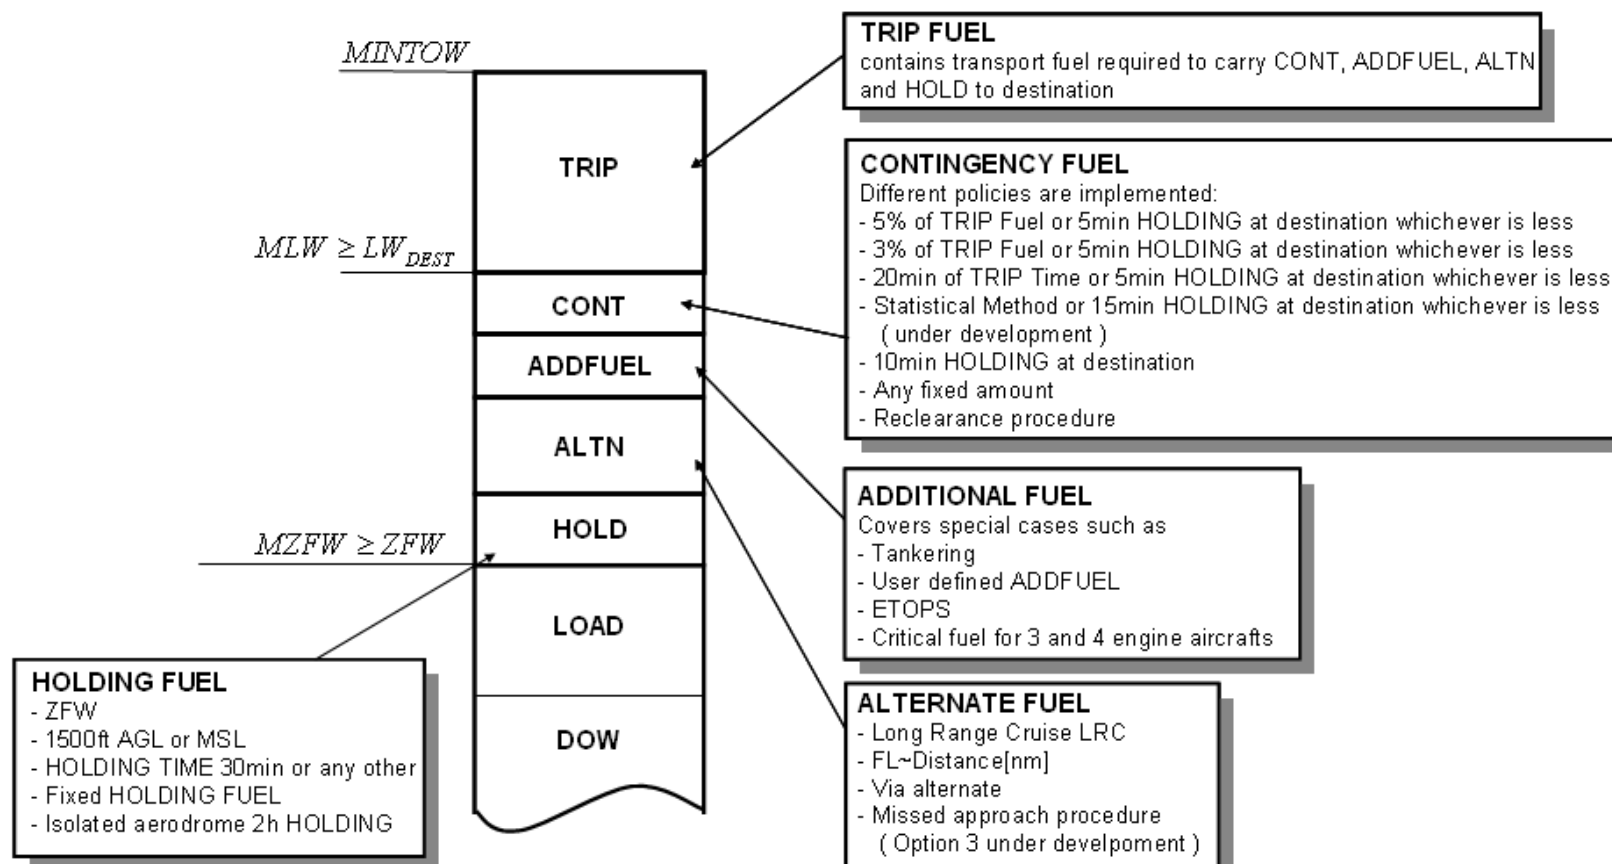 MINTOW
TRIP
MLW ≥ LW DEST
CONT
ADDFUEL
ALTN
HOLD
MZFW ≥ ZFW
LOAD
DOW
TRIP FUEL
contains transport fuel required to carry CONT, ADDFUEL, ALTN
and HOLD to destination
CONTINGENCY FUEL
Different policies are implemented:
- 5% of TRIP Fuel or 5min HOLDING at destination whichever is less
- 3% of TRIP Fuel or 5min HOLDING at destination whichever is less
- 20min of TRIP Time or 5min HOLDING at destination whichever is less
- Statistical Method or 15min HOLDING at destination whichever is less
( under development )
- 10min HOLDING at destination
- Any fixed amount
- Reclearance procedure
ADDITIONAL FUEL
Covers special cases such as
- Tankering
- User defined ADDFUEL
- ETOPS
- Critical fuel for 3 and 4 engine aircrafts
ALTERNATE FUEL
- Long Range Cruise LRC
- FL~Distance[nm]
- Via alternate
- Missed approach procedure
( Option 3 under develpoment )
HOLDING FUEL
- ZFW
- 1500ft AGL or MSL
- HOLDING TIME 30min or any other
- Fixed HOLDING FUEL
- Isolated aerodrome 2h HOLDING